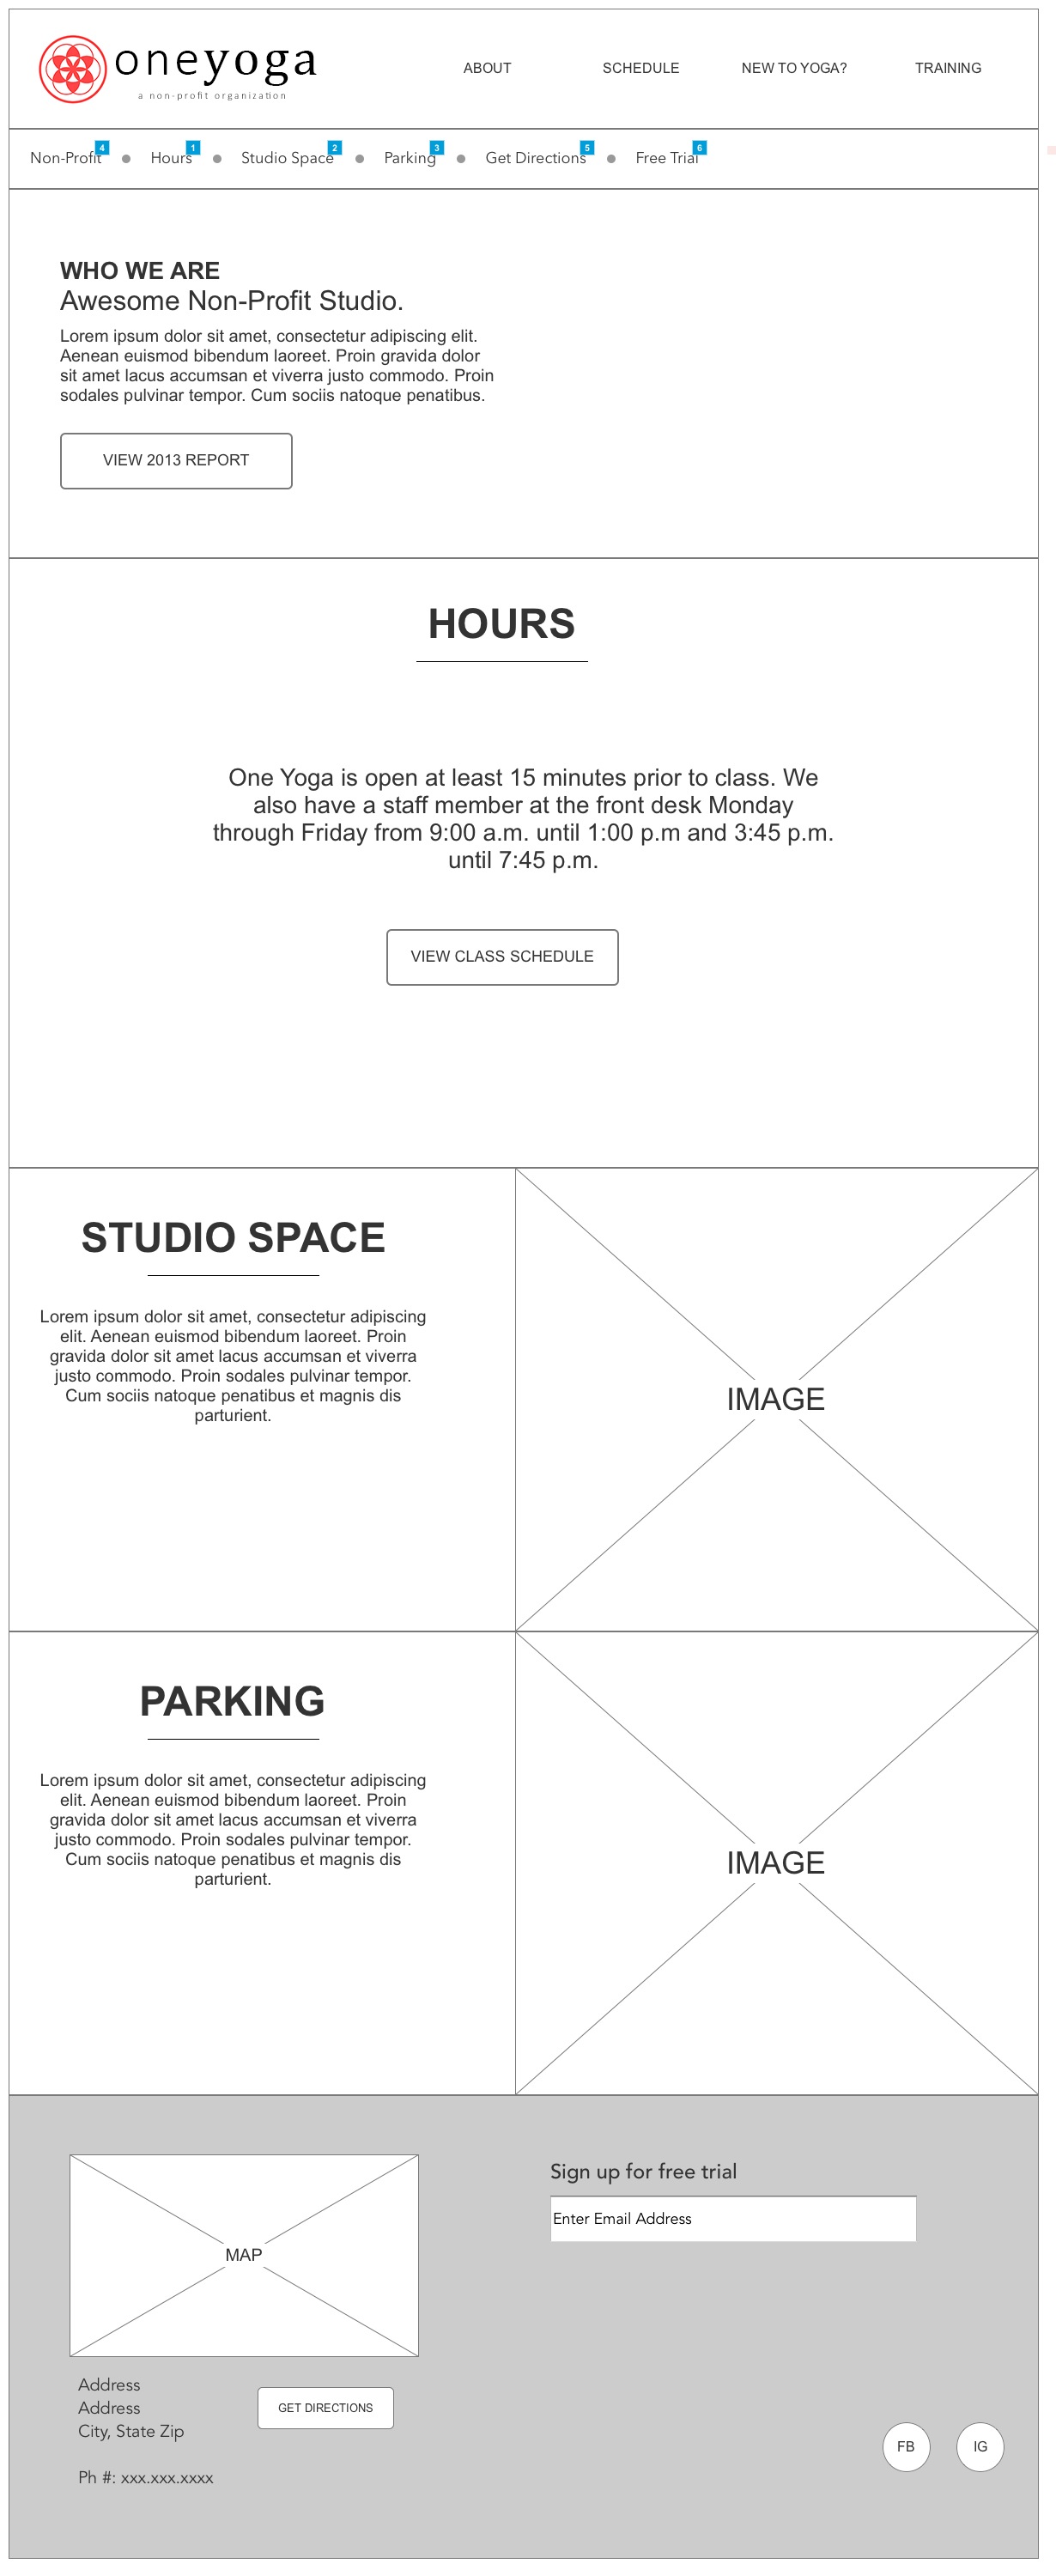 oneyoga
a non-profit organization
ABOUT SCHEDULE NEW TO YOGA? TRAINING
Non-Profit 4 Hours 1 Studio Space 2 Parking 3 Get Directions 5 Free Trial 6
WHO WE ARE
Awesome Non-Profit Studio.
Lorem ipsum dolor sit amet, consectetur adipiscing elit.
Aenean euismod bibendum laoreet. Proin gravida dolor
sit amet lacus accumsan et viverra justo commodo. Proin
sodales pulvinar tempor. Cum sociis natoque penatibus.
VIEW 2013 REPORT
HOURS
One Yoga is open at least 15 minutes prior to class. We
also have a staff member at the front desk Monday
through Friday from 9:00 a.m. until 1:00 p.m and 3:45 p.m.
until 7:45 p.m.
VIEW CLASS SCHEDULE
STUDIO SPACE
Lorem ipsum dolor sit amet, consectetur adipiscing
elit. Aenean euismod bibendum laoreet. Proin
gravida dolor sit amet lacus accumsan et viverra
justo commodo. Proin sodales pulvinar tempor.
Cum sociis natoque penatibus et magnis dis
parturient.
IMAGE
PARKING
Lorem ipsum dolor sit amet, consectetur adipiscing
elit. Aenean euismod bibendum laoreet. Proin
gravida dolor sit amet lacus accumsan et viverra
justo commodo. Proin sodales pulvinar tempor.
Cum sociis natoque penatibus et magnis dis
parturient.
IMAGE
MAP
Address
Address
City, State Zip
Ph #: xxx.xxx.xxxx
GET DIRECTIONS
Sign up for free trial
Enter Email Address
FB IG